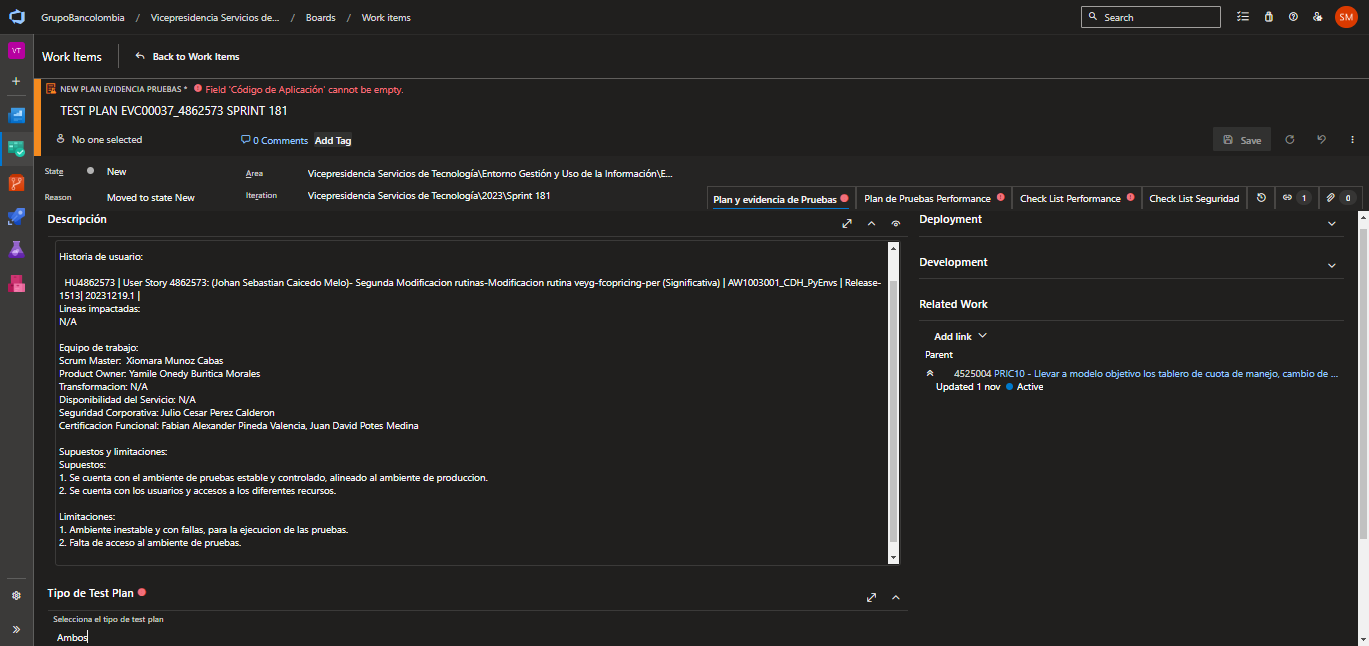 GrupoBancolombia / Vicepresidencia Servicios de... / Boards / Work items
Search
SM
VT
Work Items
Back to Work Items
NEW PLAN EVIDENCIA PRUEBAS * Field 'Código de Aplicación' cannot be empty.
TEST PLAN EVC00037_4862573 SPRINT 181
No one selected
0 Comments
Add Tag
Save
State
New
Area
Vicepresidencia Servicios de Tecnología\Entorno Gestión y Uso de la Información\E...
Reason
Moved to state New
Iteration
Vicepresidencia Servicios de Tecnología\2023\Sprint 181
Plan y evidencia de Pruebas
Plan de Pruebas Performance
Check List Performance
Check List Seguridad
1
0
Descripción
Historia de usuario:
HU4862573 | User Story 4862573: (Johan Sebastian Caicedo Melo)- Segunda Modificacion rutinas-Modificacion rutina veyg-fcopricing-per (Significativa) | AW1003001_CDH_PyEnvs | Release-
1513| 20231219.1 |
Lineas impactadas:
N/A
Equipo de trabajo:
Scrum Master:  Xiomara Munoz Cabas
Product Owner: Yamile Onedy Buritica Morales
Transformacion: N/A
Disponibilidad del Servicio: N/A
Seguridad Corporativa: Julio Cesar Perez Calderon
Certificacion Funcional: Fabian Alexander Pineda Valencia, Juan David Potes Medina
Supuestos y limitaciones:
Supuestos:
1. Se cuenta con el ambiente de pruebas estable y controlado, alineado al ambiente de produccion.
2. Se cuenta con los usuarios y accesos a los diferentes recursos.
Limitaciones:
1. Ambiente inestable y con fallas, para la ejecucion de las pruebas.
2. Falta de acceso al ambiente de pruebas.
Tipo de Test Plan
Selecciona el tipo de test plan
Ambos
Deployment
Development
Related Work
Add link
Parent
4525004 PRIC10 - Llevar a modelo objetivo los tablero de cuota de manejo, cambio de ...
Updated 1 nov
Active